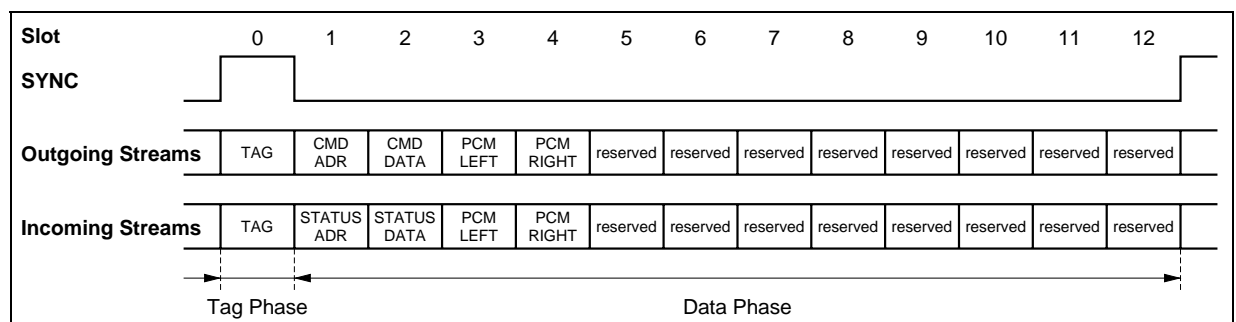 Slot 0 1 2 3 4 5 6 7 8 9 10 11 12
SYNC
Outgoing Streams TAG CMD ADR CMD DATA PCM LEFT PCM RIGHT reserved reserved reserved reserved reserved reserved reserved reserved
Incoming Streams TAG STATUS ADR STATUS DATA PCM LEFT PCM RIGHT reserved reserved reserved reserved reserved reserved reserved reserved
Tag Phase Data Phase